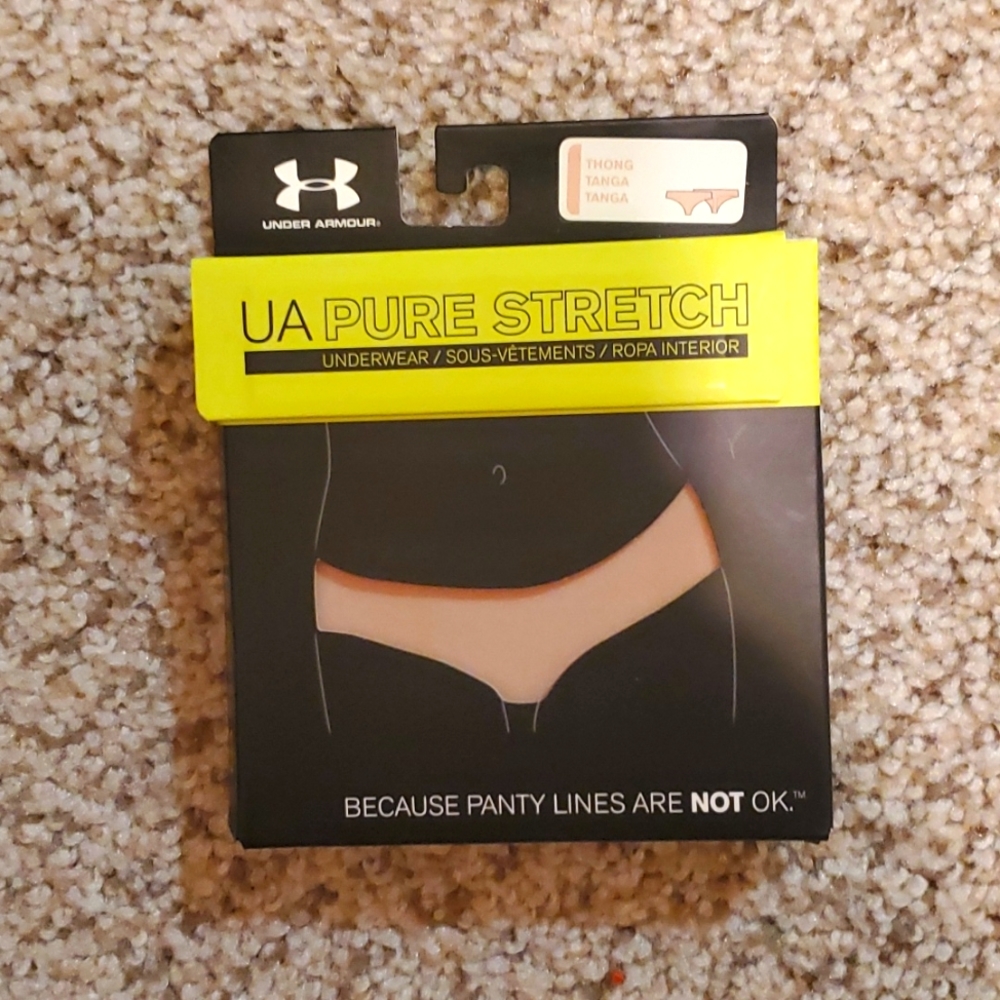 UNDER ARMOUR®
THONG
TANGA
TANGA
UA PURE STRETCH
UNDERWEAR / SOUS-VÊTEMENTS / ROPA INTERIOR
BECAUSE PANTY LINES ARE NOT OK.™